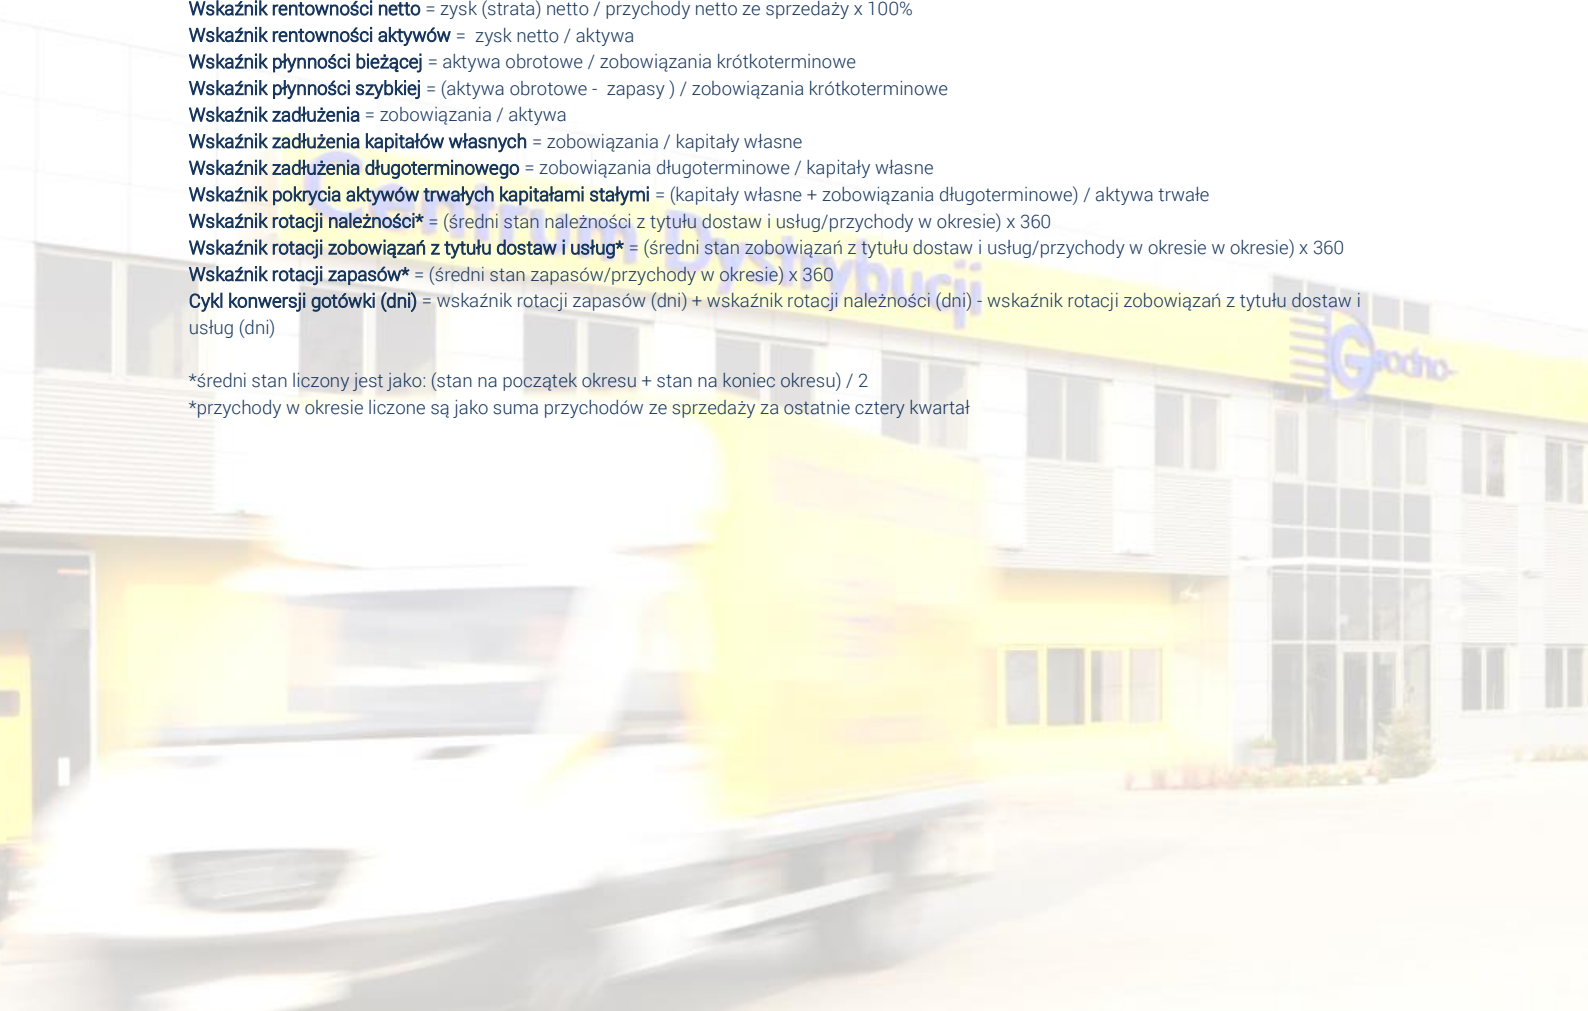 Wskaźnik rentowności netto = zysk (strata) netto / przychody netto ze sprzedaży x 100%
Wskaźnik rentowności aktywów = zysk netto / aktywa
Wskaźnik płynności bieżącej = aktywa obrotowe / zobowiązania krótkoterminowe
Wskaźnik płynności szybkiej = (aktywa obrotowe - zapasy ) / zobowiązania krótkoterminowe
Wskaźnik zadłużenia = zobowiązania / aktywa
Wskaźnik zadłużenia kapitałów własnych = zobowiązania / kapitały własne
Wskaźnik zadłużenia długoterminowego = zobowiązania długoterminowe / kapitały własne
Wskaźnik pokrycia aktywów trwałych kapitałami stałymi = (kapitały własne + zobowiązania długoterminowe) / aktywa trwałe
Wskaźnik rotacji należności* = (średni stan należności z tytułu dostaw i usług/przychody w okresie) x 360
Wskaźnik rotacji zobowiązań z tytułu dostaw i usług* = (średni stan zobowiązań z tytułu dostaw i usług/przychody w okresie w okresie) x 360
Wskaźnik rotacji zapasów* = (średni stan zapasów/przychody w okresie) x 360
Cykl konwersji gotówki (dni) = wskaźnik rotacji zapasów (dni) + wskaźnik rotacji należności (dni) - wskaźnik rotacji zobowiązań z tytułu dostaw i
usług (dni)
*średni stan liczony jest jako: (stan na początek okresu + stan na koniec okresu) / 2
*przychody w okresie liczone są jako suma przychodów ze sprzedaży za ostatnie cztery kwartał
Centrum Dystrybucji
Grodno